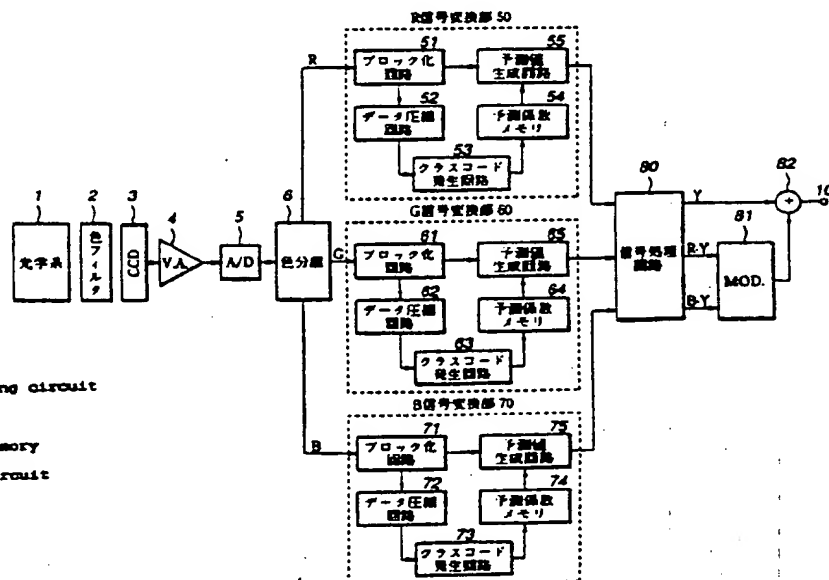 R信号変換部 50
51
ブロック化
回路
55
予測値
生成回路
52
データ圧縮
回路
54
予測係数
メモリ
53
クラスコード
発生回路
R
1
光学系
2
色フィルタ
3
CCD
4
V.A.
5
A/D
6
色分離
G信号変換部 60
G
61
ブロック化
回路
65
予測値
生成回路
62
データ圧縮
回路
64
予測係数
メモリ
63
クラスコード
発生回路
80
信号処理
回路
Y
R-Y
B-Y
81
MOD.
82
+
10
ng circuit
mory
rcuit
B信号変換部 70
B
71
ブロック化
回路
75
予測値
生成回路
72
データ圧縮
回路
74
予測係数
メモリ
73
クラスコード
発生回路